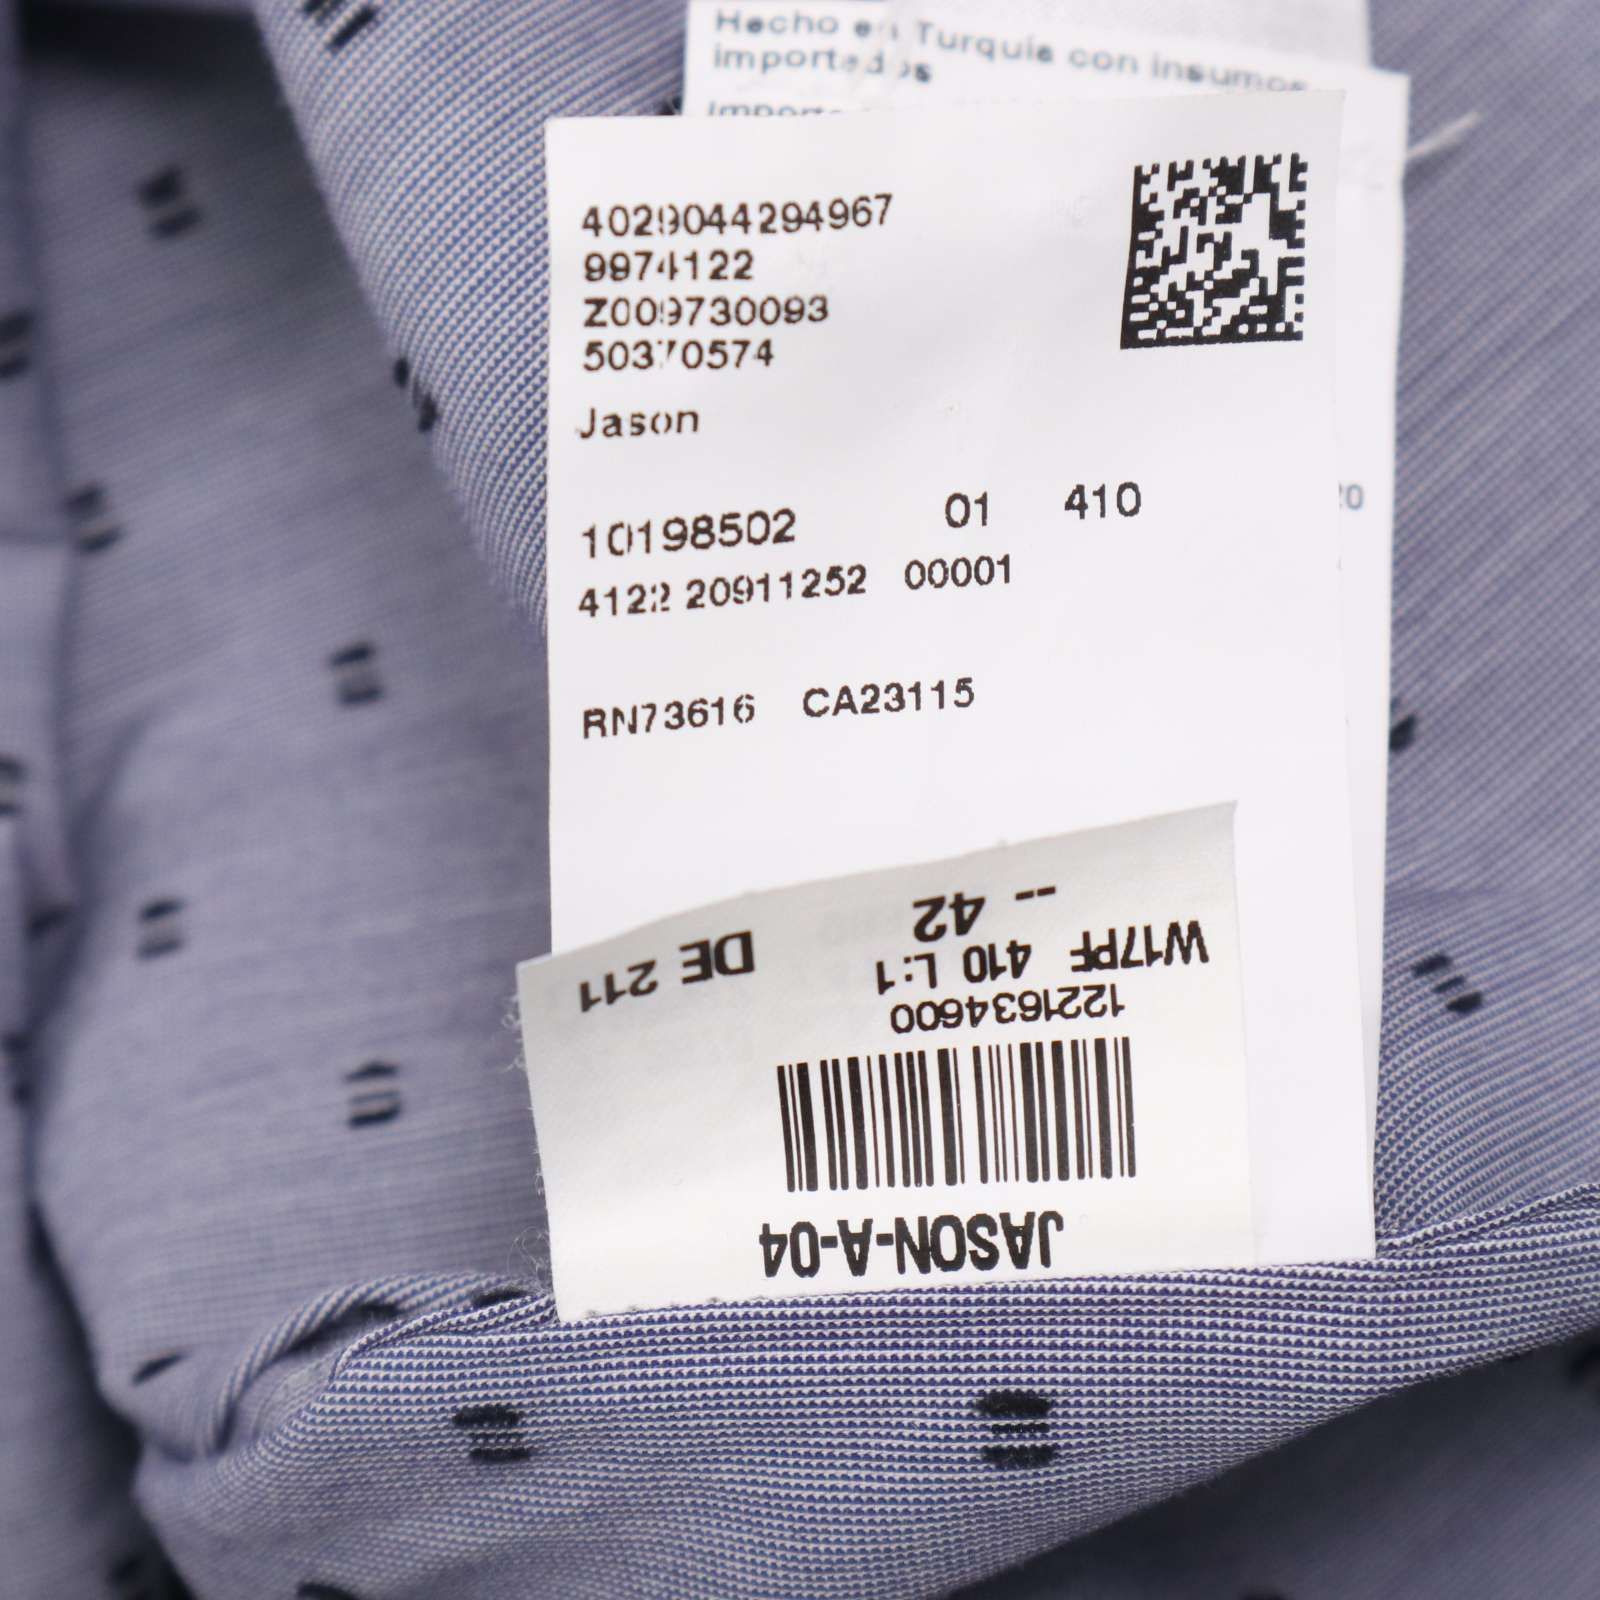 Hecho en Turquía con insumos
importados
4029044294967
9974122
Z009730093
50370574
Jason
10198502 01 410
4122 20911252 00001
RN73616 CA23115
JASON-A-04
1221634600
W17PF 410 L:1
-- 42
DE 211